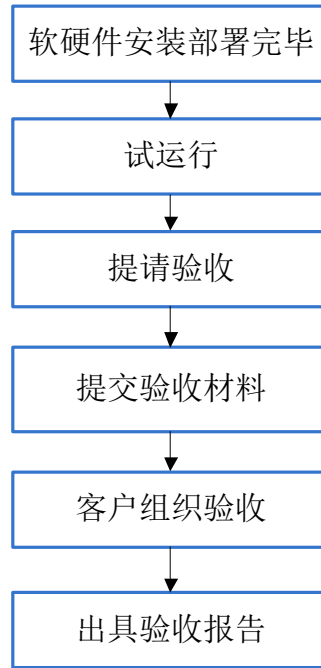 软硬件安装部署完毕
试运行
提请验收
提交验收材料
客户组织验收
出具验收报告